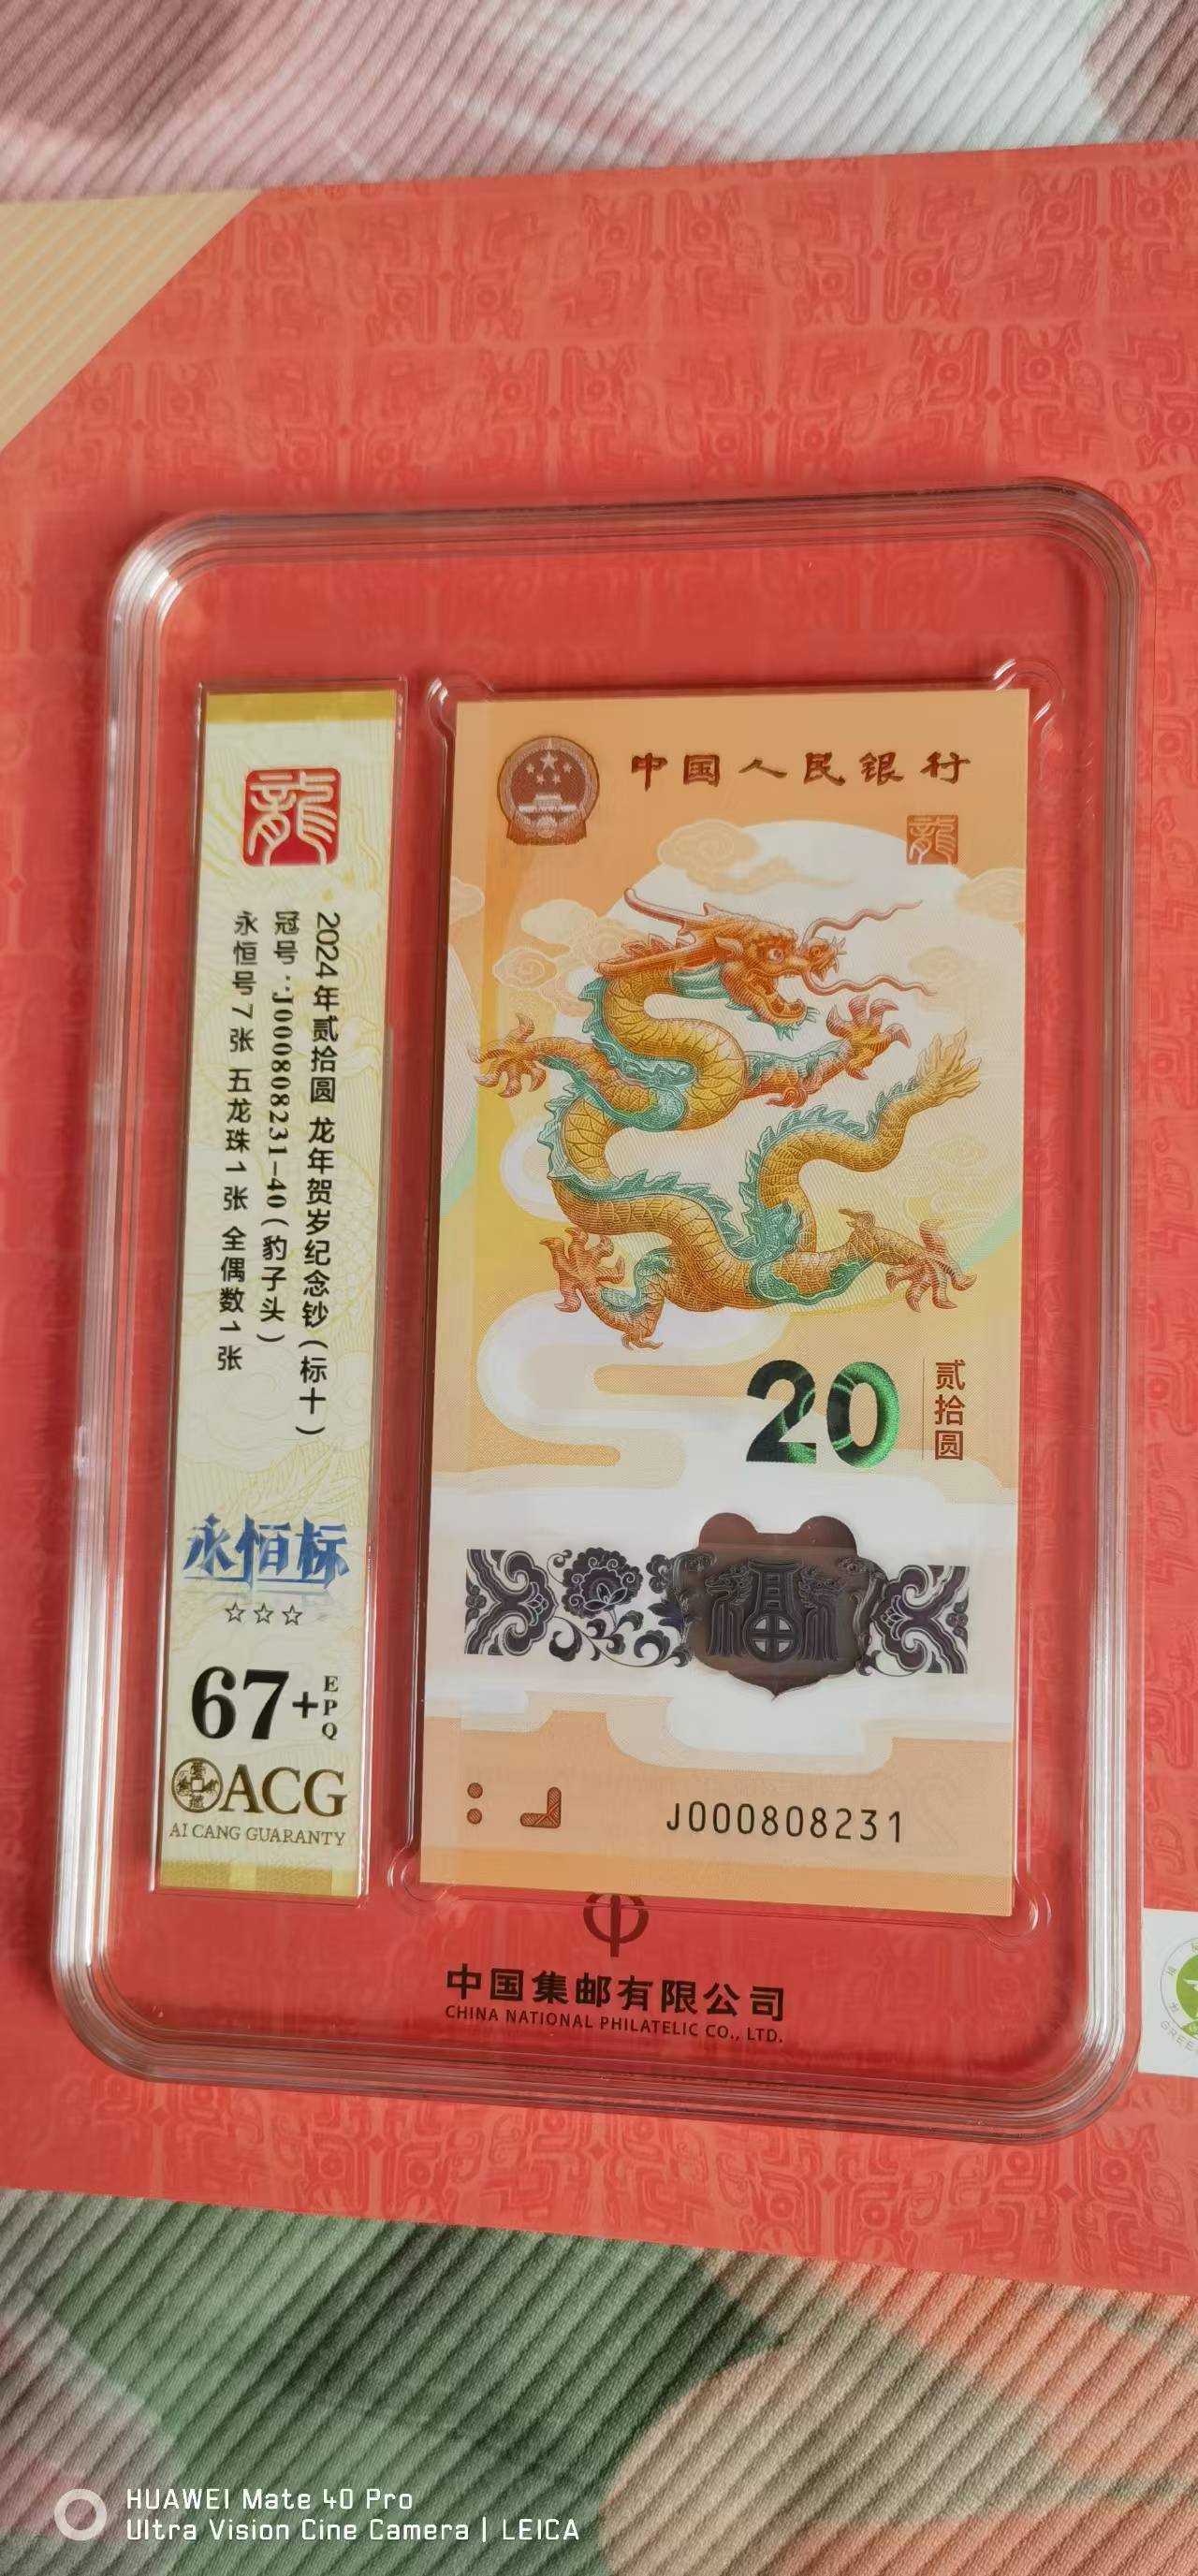 龍
2024年贰拾圆 龙年贺岁纪念钞(标十)
冠号:J000808231-40(豹子头)
永恒号7张 五龙珠1张 全偶数1张
永恒标
☆☆☆
67+EPQ
ACG
AI CANG GUARANTY
中国人民银行
龍
20
贰拾圆
福
J000808231
中国集邮有限公司
CHINA NATIONAL PHILATELIC CO., LTD.
HUAWEI Mate 40 Pro
Ultra Vision Cine Camera | LEICA